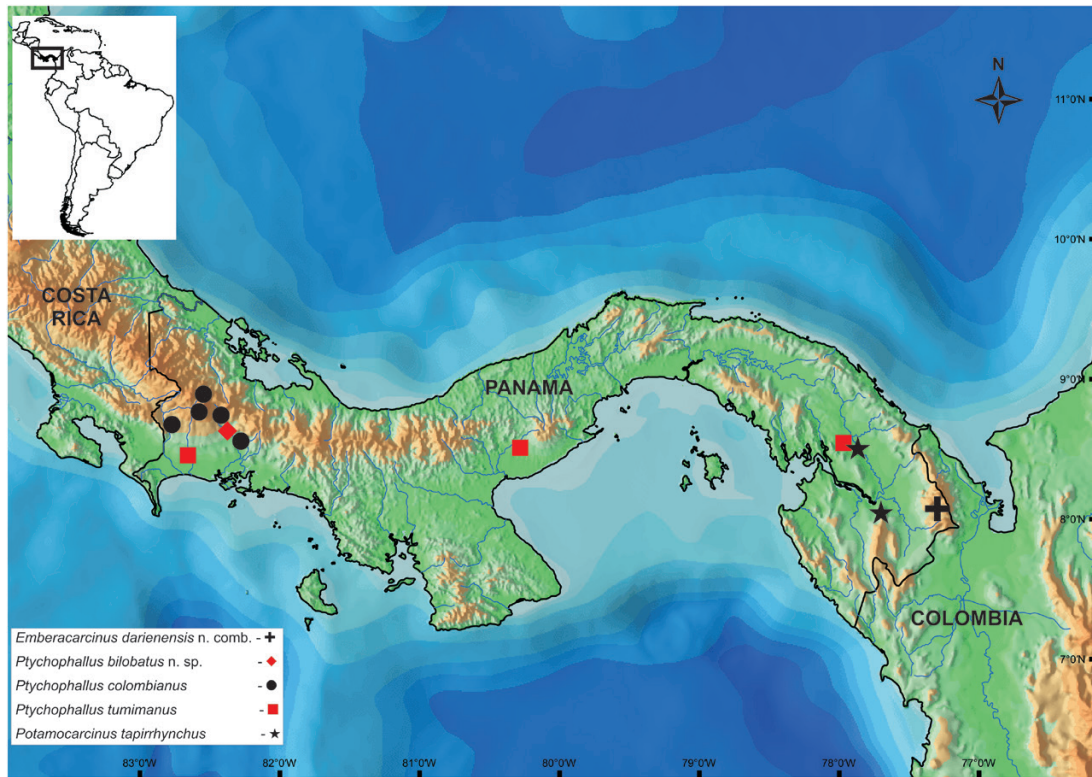 N
11°0'N
10°0'N
COSTA
RICA
9°0'N
PANAMA
8°0'N
COLOMBIA
Emberacarcinus darienensis n. comb. -
Ptychophallus bilobatus n. sp. -
Ptychophallus colombianus -
Ptychophallus tumimanus -
Potamocarcinus tapirrhynchus -
7°0'N
83°0'W
82°0'W
81°0'W
80°0'W
79°0'W
78°0'W
77°0'W